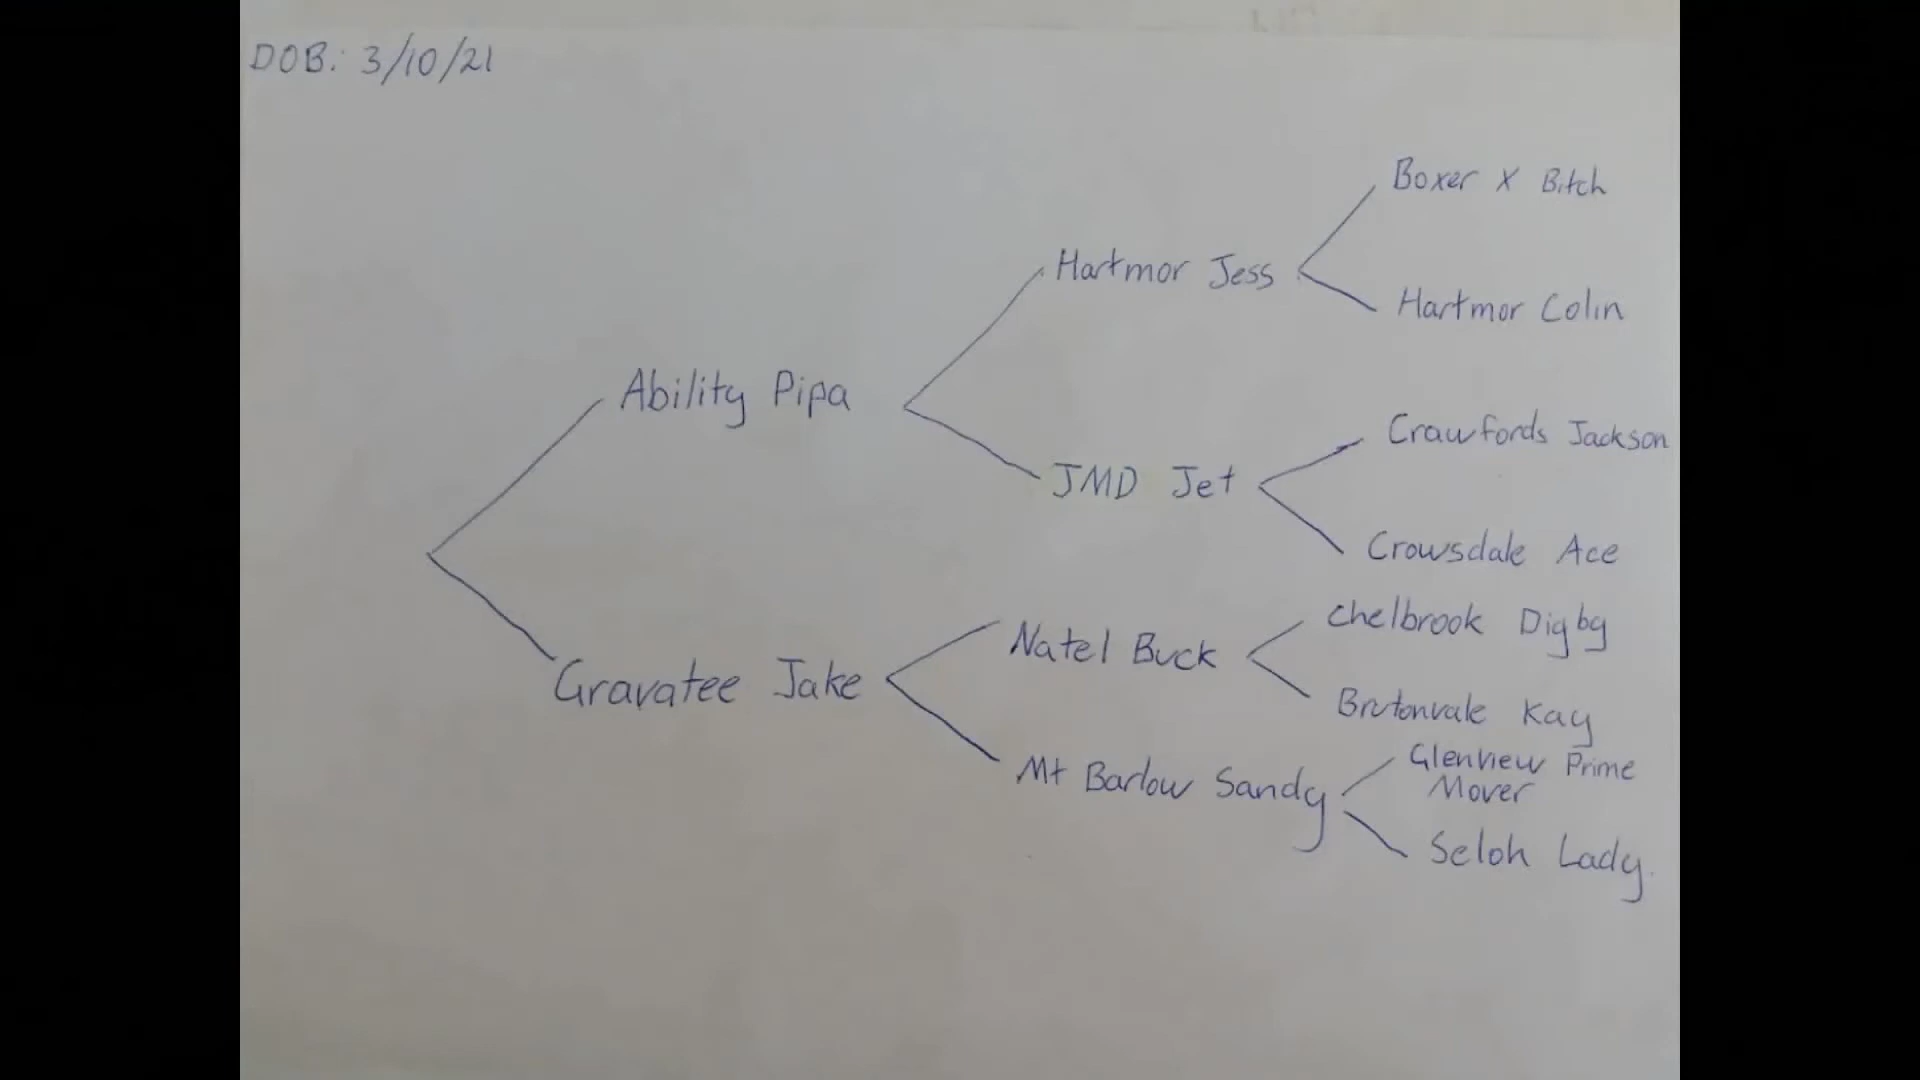 DOB: 3/10/21
Boxer X Bitch
Hartmor Jess
Hartmor Colin
Ability Pipa
Crawfords Jackson
JMD Jet
Crowsdale Ace
Chelbrook Digby
Natel Buck
Gravatee Jake
Brutonvale Kay
Glenview Prime
Mover
Mt Barlow Sandy
Seloh Lady.